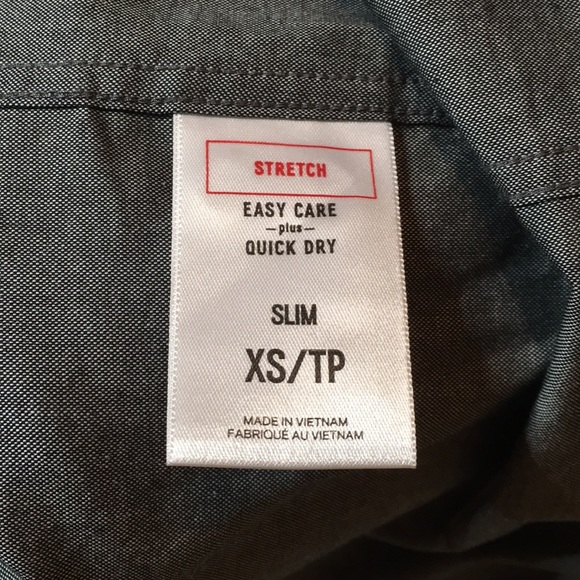 STRETCH
EASY CARE
—plus—
QUICK DRY
SLIM
XS/TP
MADE IN VIETNAM
FABRIQUÉ AU VIETNAM